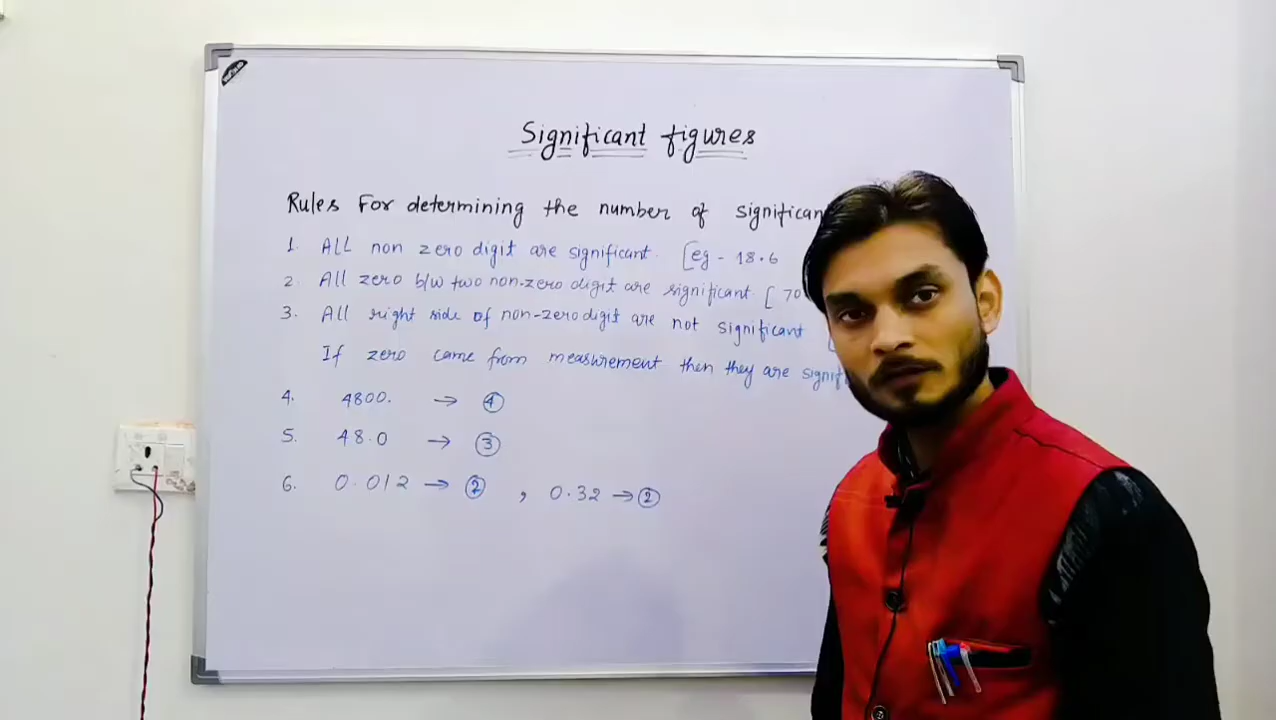 Significant figures
Rules For determining the number of significan
1. ALL non zero digit are significant. [eg - 18.6
2. All zero b/w two non-zero digit are significant [ 70
3. All right side of non-zero digit are not significant [
If zero came from measurement then they are signif
4. 4800. → ④
5. 48.0 → ③
6. 0.012 → ② , 0.32 → ②